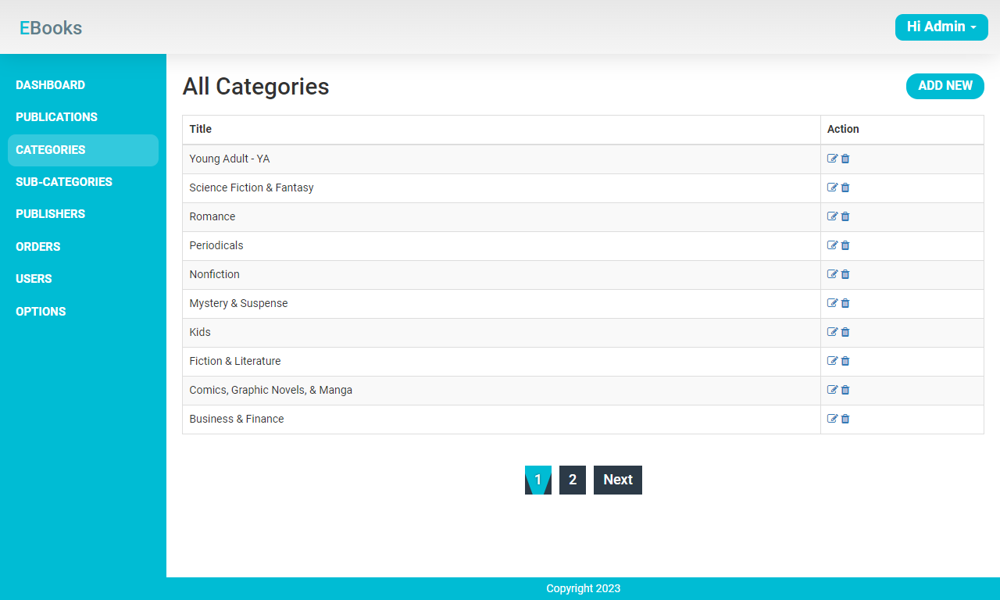 EBooks
Hi Admin
DASHBOARD
PUBLICATIONS
CATEGORIES
SUB-CATEGORIES
PUBLISHERS
ORDERS
USERS
OPTIONS
All Categories
ADD NEW
Title Action
Young Adult - YA
Science Fiction & Fantasy
Romance
Periodicals
Nonfiction
Mystery & Suspense
Kids
Fiction & Literature
Comics, Graphic Novels, & Manga
Business & Finance
1 2 Next
Copyright 2023